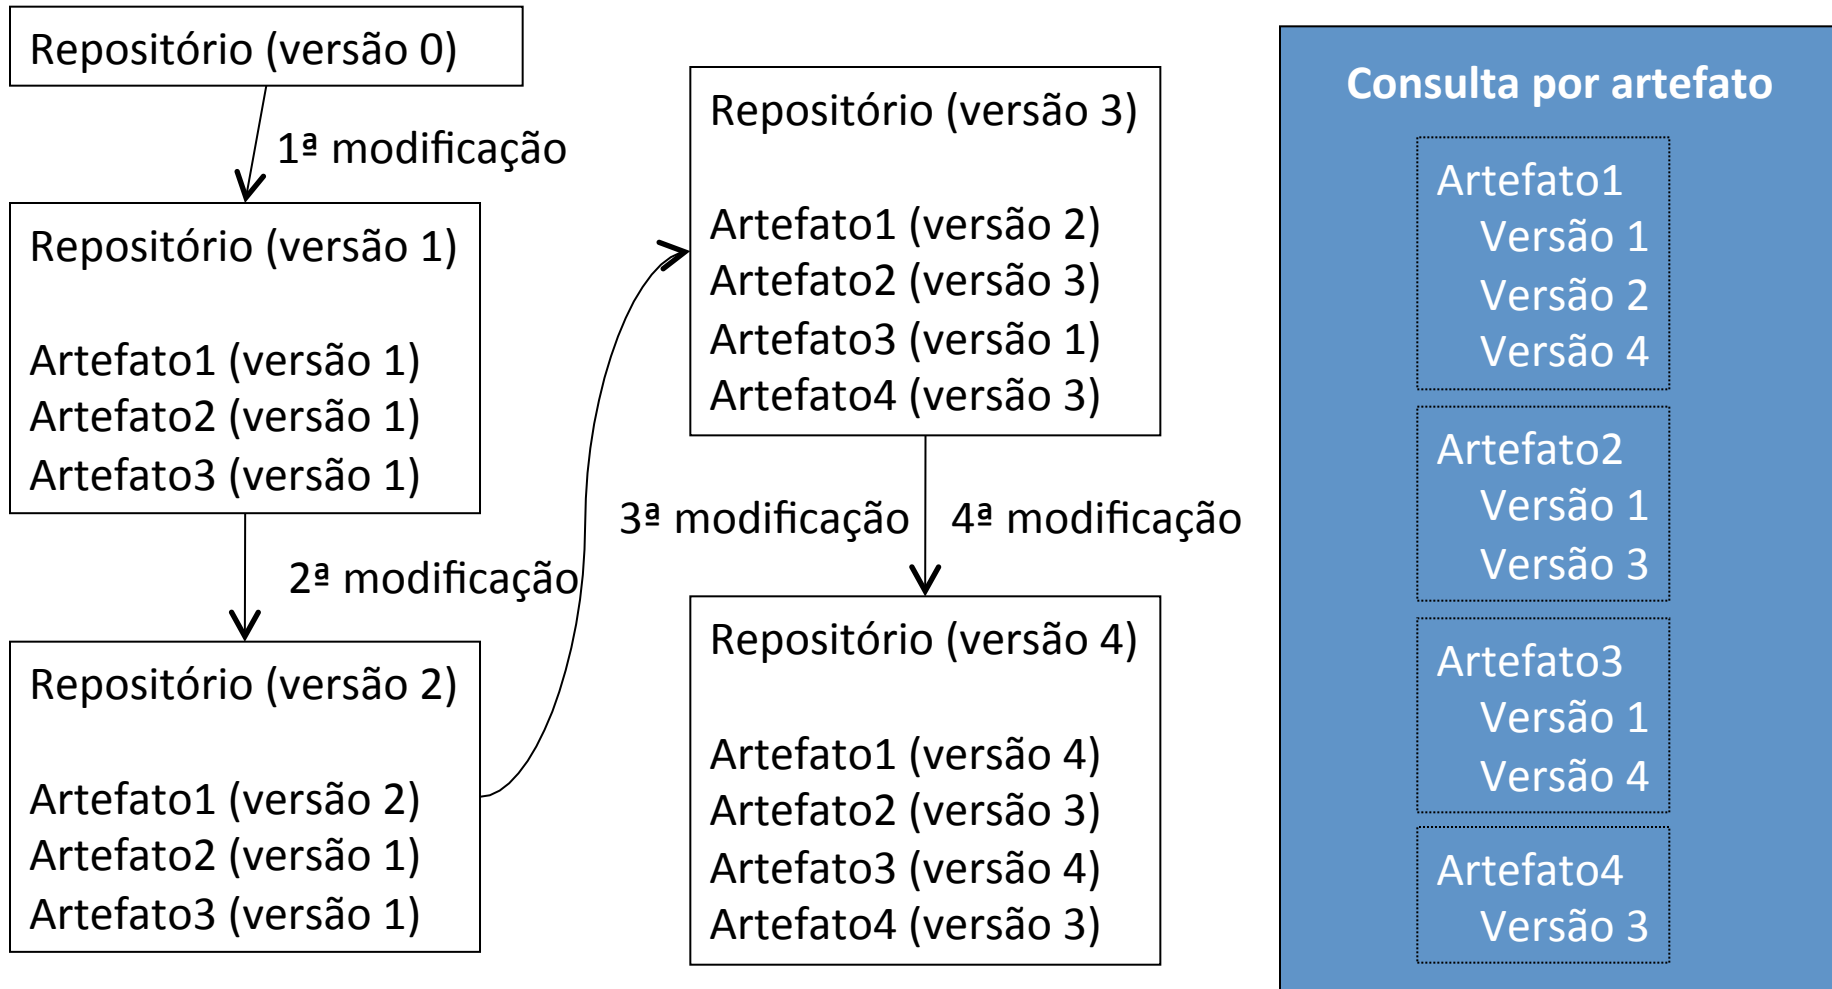 Repositório (versão 0)
1ª modificação
Repositório (versão 1)
Artefato1 (versão 1)
Artefato2 (versão 1)
Artefato3 (versão 1)
2ª modificação
Repositório (versão 2)
Artefato1 (versão 2)
Artefato2 (versão 1)
Artefato3 (versão 1)
3ª modificação
Repositório (versão 3)
Artefato1 (versão 2)
Artefato2 (versão 3)
Artefato3 (versão 1)
Artefato4 (versão 3)
4ª modificação
Repositório (versão 4)
Artefato1 (versão 4)
Artefato2 (versão 3)
Artefato3 (versão 4)
Artefato4 (versão 3)
Consulta por artefato
Artefato1
Versão 1
Versão 2
Versão 4
Artefato2
Versão 1
Versão 3
Artefato3
Versão 1
Versão 4
Artefato4
Versão 3